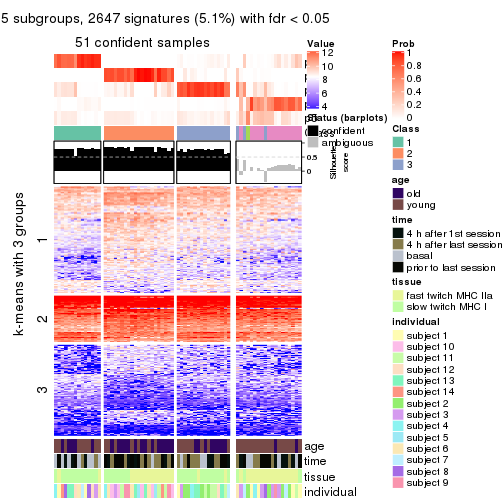 5 subgroups, 2647 signatures (5.1%) with fdr < 0.05
51 confident samples
k-means with 3 groups
1
2
3
age
time
tissue
individual
Value
12
10
8
6
4
Status (barplots)
confident
ambiguous
0.5
0
Silhouette
score
Prob
1
0.8
0.6
0.4
0.2
0
Class
1
2
3
age
old
young
time
4 h after 1st session
4 h after last session
basal
prior to last session
tissue
fast twitch MHC IIa
slow twitch MHC I
individual
subject 1
subject 10
subject 11
subject 12
subject 13
subject 14
subject 2
subject 3
subject 4
subject 5
subject 6
subject 7
subject 8
subject 9